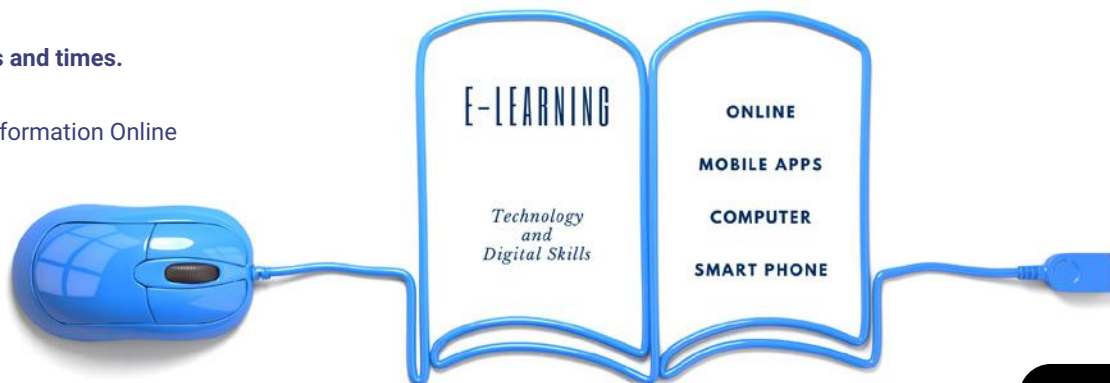 s and times.
formation Online
E-LEARNING
Technology
and
Digital Skills
ONLINE
MOBILE APPS
COMPUTER
SMART PHONE